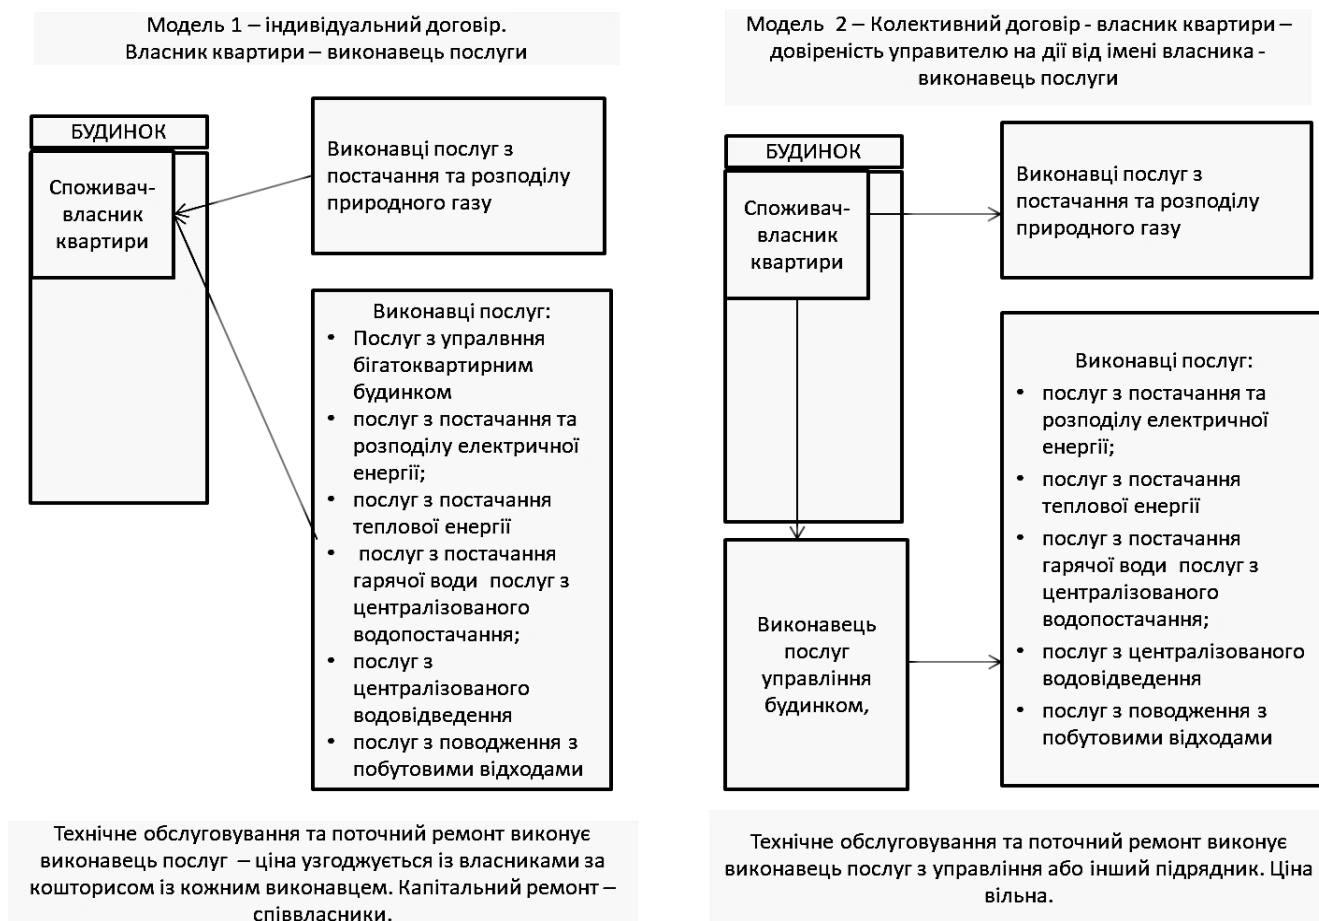 Модель 1 – індивідуальний договір.
Власник квартири – виконавець послуги
БУДИНОК
Споживач-
власник
квартири
Виконавці послуг з
постачання та розподілу
природного газу
Виконавці послуг:
• Послуг з упралвння
бігатоквартирним
будинком
• послуг з постачання та
розподілу електричної
енергії;
• послуг з постачання
теплової енергії
• послуг з постачання
гарячої води послуг з
централізованого
водопостачання;
• послуг з
централізованого
водовідведення
• послуг з поводження з
побутовими відходами
Технічне обслуговування та поточний ремонт виконує
виконавець послуг – ціна узгоджується із власниками за
кошторисом із кожним виконавцем. Капітальний ремонт –
співвласники.
Модель 2 – Колективний договір - власник квартири –
довіреність управителю на дії від імені власника -
виконавець послуги
БУДИНОК
Споживач-
власник
квартири
Виконавці послуг з
постачання та розподілу
природного газу
Виконавець
послуг
управління
будинком,
Виконавці послуг:
• послуг з постачання та
розподілу електричної
енергії;
• послуг з постачання
теплової енергії
• послуг з постачання
гарячої води послуг з
централізованого
водопостачання;
• послуг з централізованого
водовідведення
• послуг з поводження з
побутовими відходами
Технічне обслуговування та поточний ремонт виконує
виконавець послуг з управління або інший підрядник. Ціна
вільна.